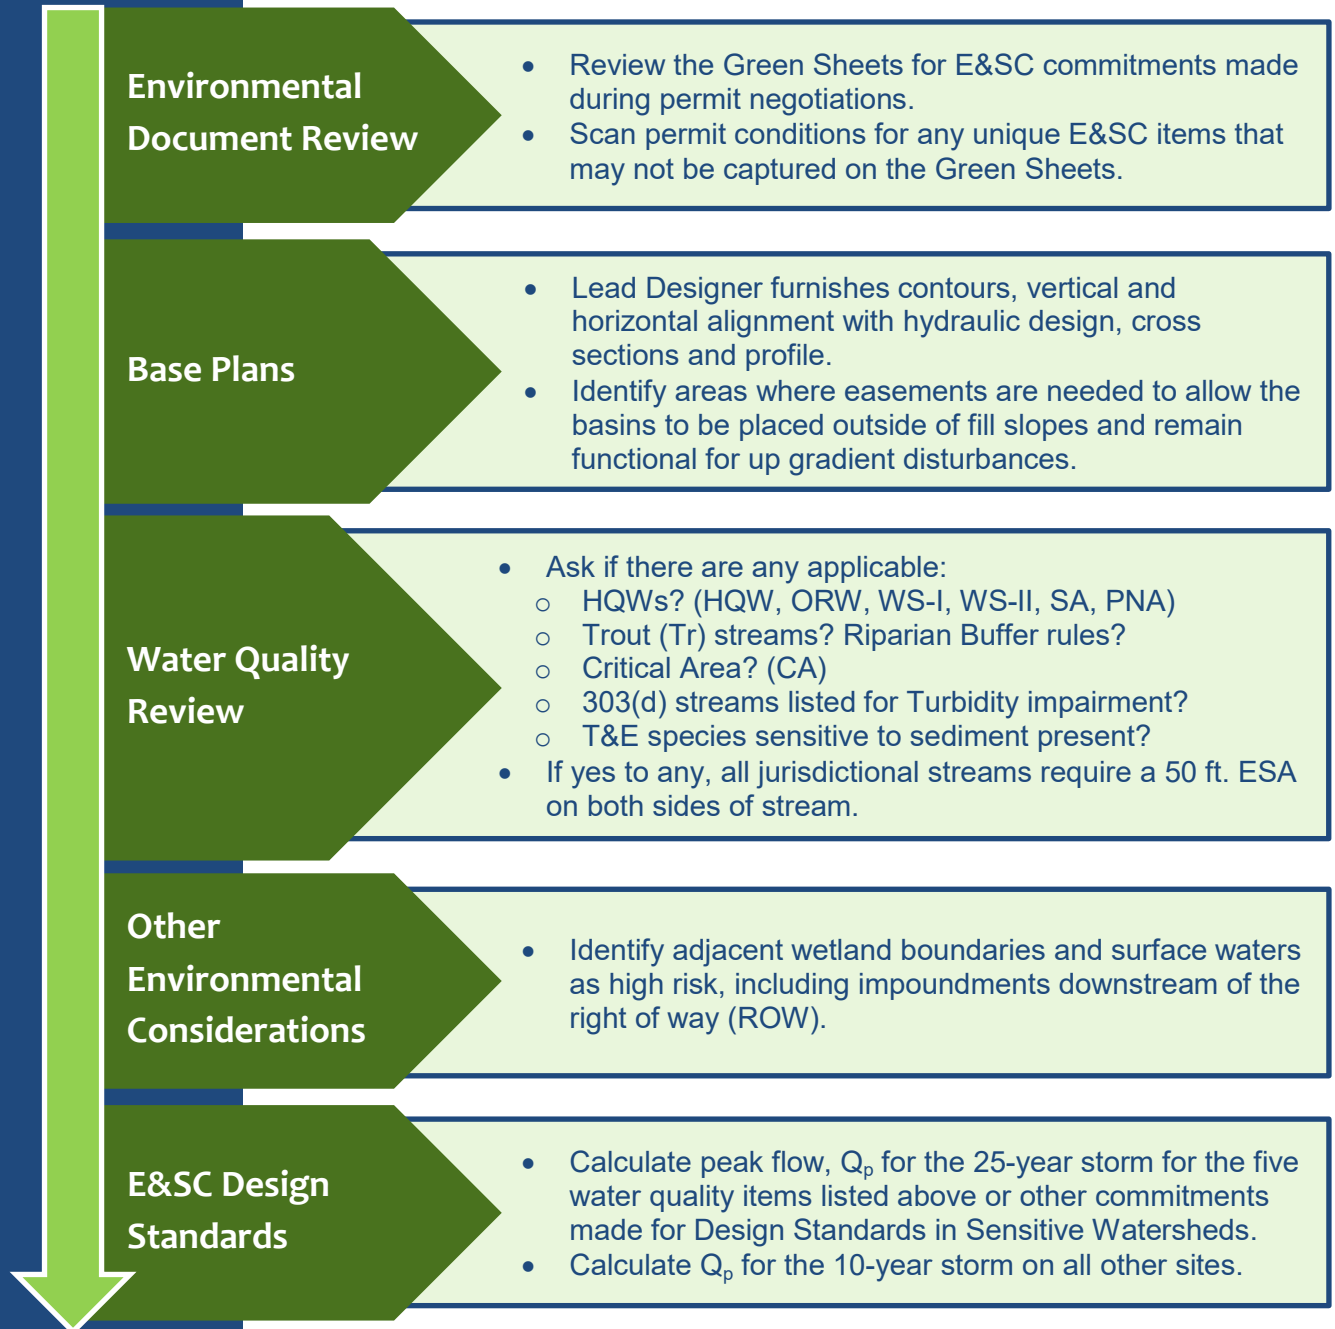 Environmental
Document Review
• Review the Green Sheets for E&SC commitments made
during permit negotiations.
• Scan permit conditions for any unique E&SC items that
may not be captured on the Green Sheets.
Base Plans
• Lead Designer furnishes contours, vertical and
horizontal alignment with hydraulic design, cross
sections and profile.
• Identify areas where easements are needed to allow the
basins to be placed outside of fill slopes and remain
functional for up gradient disturbances.
Water Quality
Review
• Ask if there are any applicable:
o HQWs? (HQW, ORW, WS-I, WS-II, SA, PNA)
o Trout (Tr) streams? Riparian Buffer rules?
o Critical Area? (CA)
o 303(d) streams listed for Turbidity impairment?
o T&E species sensitive to sediment present?
• If yes to any, all jurisdictional streams require a 50 ft. ESA
on both sides of stream.
Other
Environmental
Considerations
• Identify adjacent wetland boundaries and surface waters
as high risk, including impoundments downstream of the
right of way (ROW).
E&SC Design
Standards
• Calculate peak flow, Qp for the 25-year storm for the five
water quality items listed above or other commitments
made for Design Standards in Sensitive Watersheds.
• Calculate Qp for the 10-year storm on all other sites.